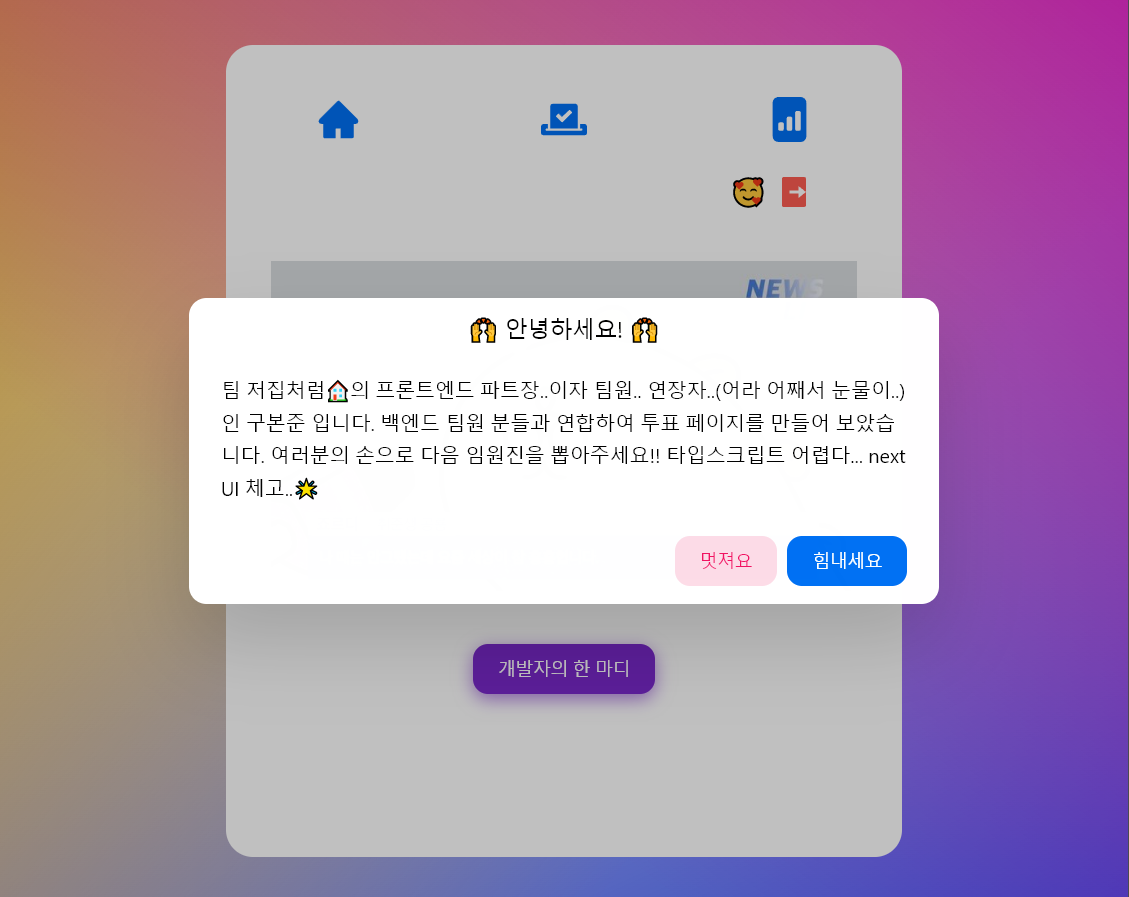 NEWS
🙌 안녕하세요! 🙌
팀 저집처럼🏠의 프론트엔드 파트장..이자 팀원.. 연장자..(어라 어째서 눈물이..)
인 구본준 입니다. 백엔드 팀원 분들과 연합하여 투표 페이지를 만들어 보았습
니다. 여러분의 손으로 다음 임원진을 뽑아주세요!! 타입스크립트 어렵다... next
UI 체고..🌟
멋져요 힘내세요
개발자의 한 마디